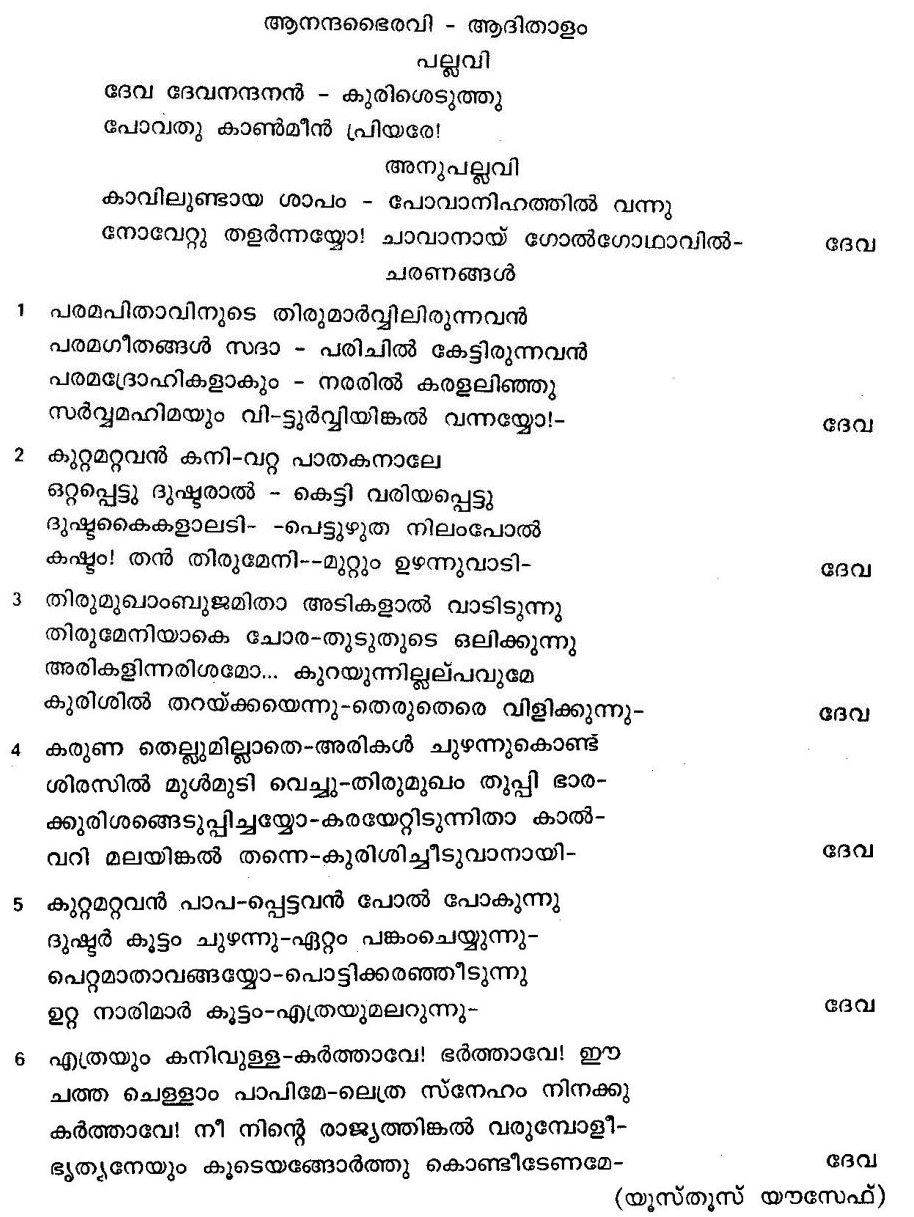 ആനന്ദഭൈരവി - ആദിതാളം
പല്ലവി
ദേവ ദേവനന്ദനൻ - കുരിശെടുത്തു
പോവതു കാൺമീൻ പ്രിയരേ!
അനുപല്ലവി
കാവിലുണ്ടായ ശാപം - പോവാനിഹത്തിൽ വന്നു
നോവേറ്റു തളർന്നയ്യോ! ചാവാനായ് ഗോൽഗോഥാവിൽ- ദേവ
ചരണങ്ങൾ
1 പരമപിതാവിനുടെ തിരുമാർവ്വിലിരുന്നവൻ
പരമഗീതങ്ങൾ സദാ - പരിചിൽ കേട്ടിരുന്നവൻ
പരമദ്രോഹികളാകും - നരരിൽ കരളലിഞ്ഞു
സർവ്വമഹിമയും വി-ട്ടുർവ്വിയിങ്കൽ വന്നയ്യോ!- ദേവ
2 കുറ്റമറ്റവൻ കനി-വറ്റ പാതകനാലേ
ഒറ്റപ്പെട്ടു ദുഷ്ടരാൽ - കെട്ടി വരിയപ്പെട്ടു
ദുഷ്ടകൈകളാലടി- -പെട്ടുഴുത നിലംപോൽ
കഷ്ടം! തൻ തിരുമേനി--മുറ്റും ഉഴന്നുവാടി- ദേവ
3 തിരുമുഖാംബുജമിതാ അടികളാൽ വാടിടുന്നു
തിരുമേനിയാകെ ചോര-തുടുതുടെ ഒലിക്കുന്നു
അരികളിന്നരിശമോ... കുറയുന്നില്ലല്പവുമേ
കുരിശിൽ തറയ്ക്കയെന്നു-തെരുതെരെ വിളിക്കുന്നു- ദേവ
4 കരുണ തെല്ലുമില്ലാതെ-അരികൾ ചുഴന്നുകൊണ്ട്
ശിരസിൽ മുൾമുടി വെച്ചു-തിരുമുഖം തുപ്പി ഭാര-
ക്കുരിശങ്ങെടുപ്പിച്ചയ്യോ-കരയേറ്റിടുന്നിതാ കാൽ-
വറി മലയിങ്കൽ തന്നെ-കുരിശിച്ചീടുവാനായി- ദേവ
5 കുറ്റമറ്റവൻ പാപ-പ്പെട്ടവൻ പോൽ പോകുന്നു
ദുഷ്ടർ കൂട്ടം ചുഴന്നു-ഏറ്റം പങ്കംചെയ്യുന്നു-
പെറ്റമാതാവങ്ങയ്യോ-പൊട്ടിക്കരഞ്ഞീടുന്നു
ഉറ്റ നാരിമാർ കൂട്ടം-എത്രയുമലറുന്നു- ദേവ
6 എത്രയും കനിവുള്ള-കർത്താവേ! ഭർത്താവേ! ഈ
ചത്ത ചെള്ളാം പാപിമേ-ലെത്ര സ്നേഹം നിനക്കു
കർത്താവേ! നീ നിന്റെ രാജ്യത്തിങ്കൽ വരുമ്പോളീ-
ഭൃത്യനേയും കൂടെയങ്ങോർത്തു കൊണ്ടീടേണമേ- ദേവ
(യൂസ്തൂസ് യൗസേഫ്)